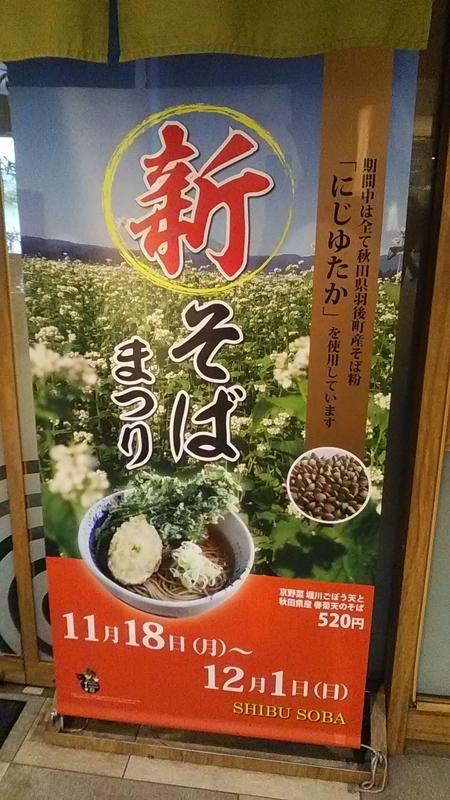 新
そば
まつり
期間中は全て秋田県羽後町産そば粉
「にじゆたか」を使用しています
京野菜 堀川ごぼう天と
秋田県産 春菊天のそば
520円
11月18日(月)～
12月1日(日)
SHIBU SOBA